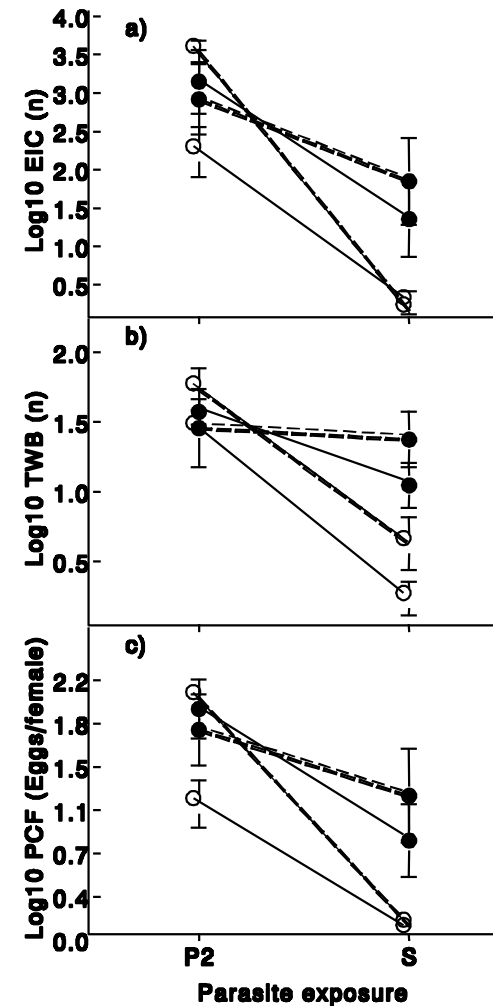 a)
Log10 EIC (n)
4.0
3.5
3.0
2.5
2.0
1.5
1.0
0.5
b)
Log10 TWB (n)
2.0
1.5
1.0
0.5
c)
Log10 PCF (Eggs/female)
2.2
1.8
1.5
1.1
0.7
0.4
0.0
P2 S
Parasite exposure